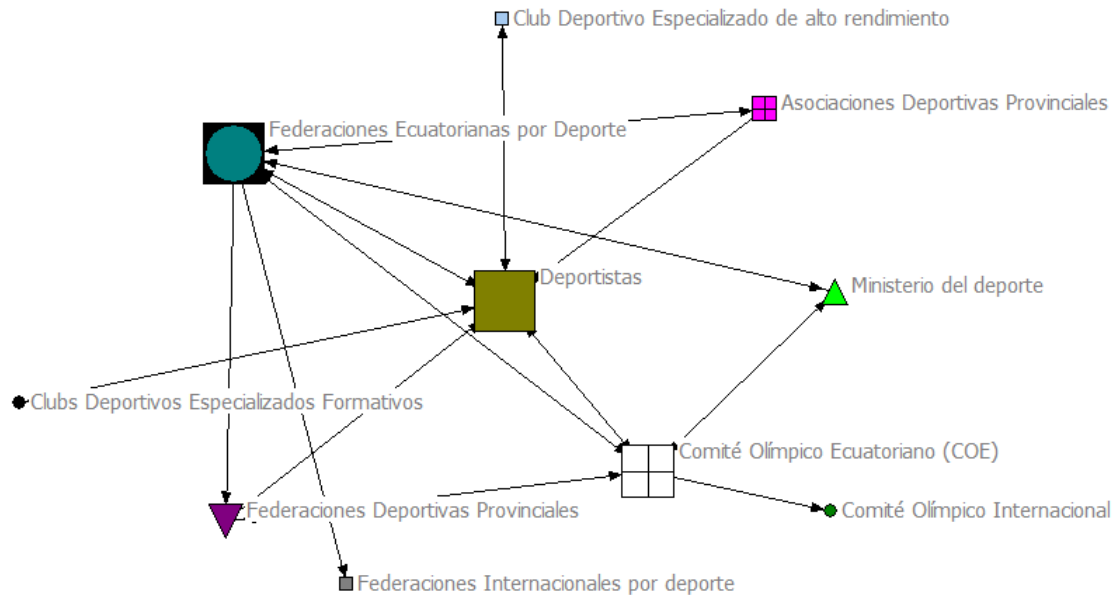 Club Deportivo Especializado de alto rendimiento
Asociaciones Deportivas Provinciales
Federaciones Ecuatorianas por Deporte
Deportistas
Ministerio del deporte
Clubs Deportivos Especializados Formativos
Comité Olímpico Ecuatoriano (COE)
Federaciones Deportivas Provinciales
Comité Olímpico Internacional
Federaciones Internacionales por deporte